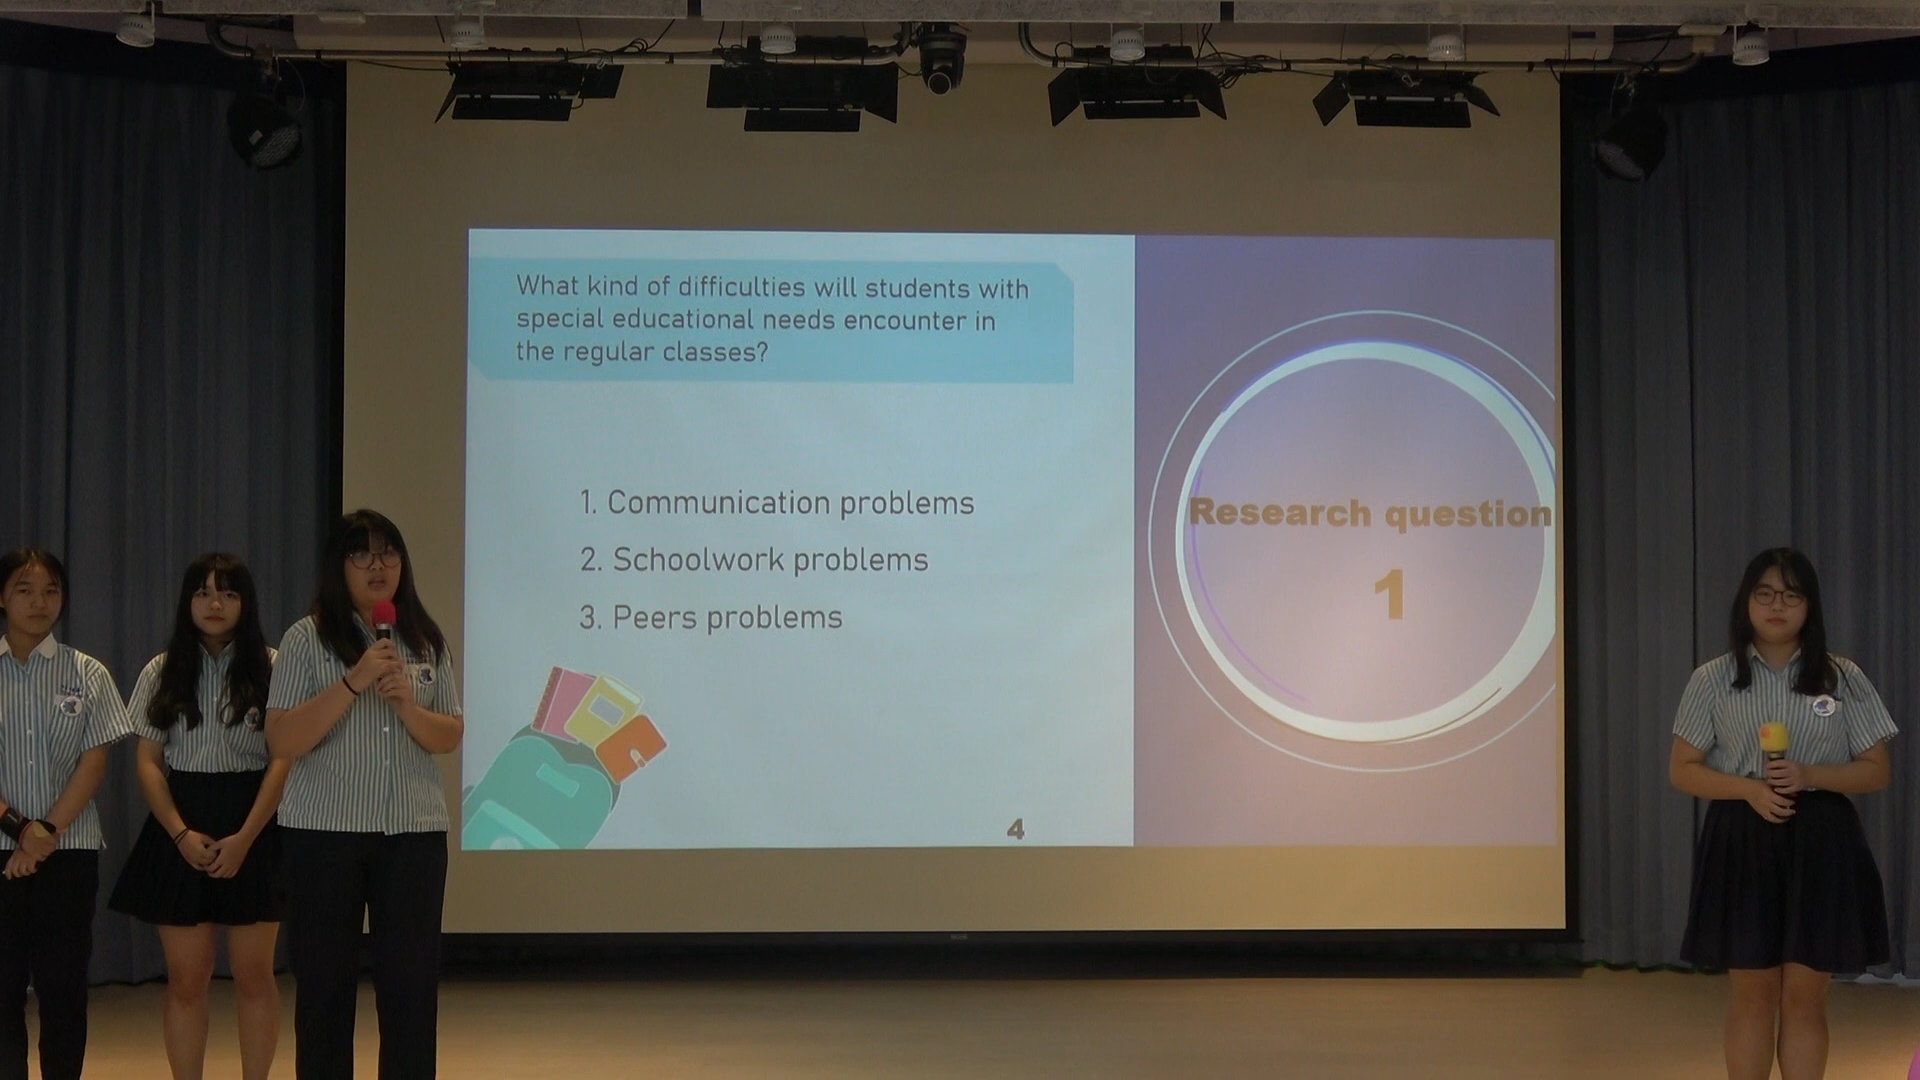 What kind of difficulties will students with
special educational needs encounter in
the regular classes?
1. Communication problems
2. Schoolwork problems
3. Peers problems
4
Research question
1